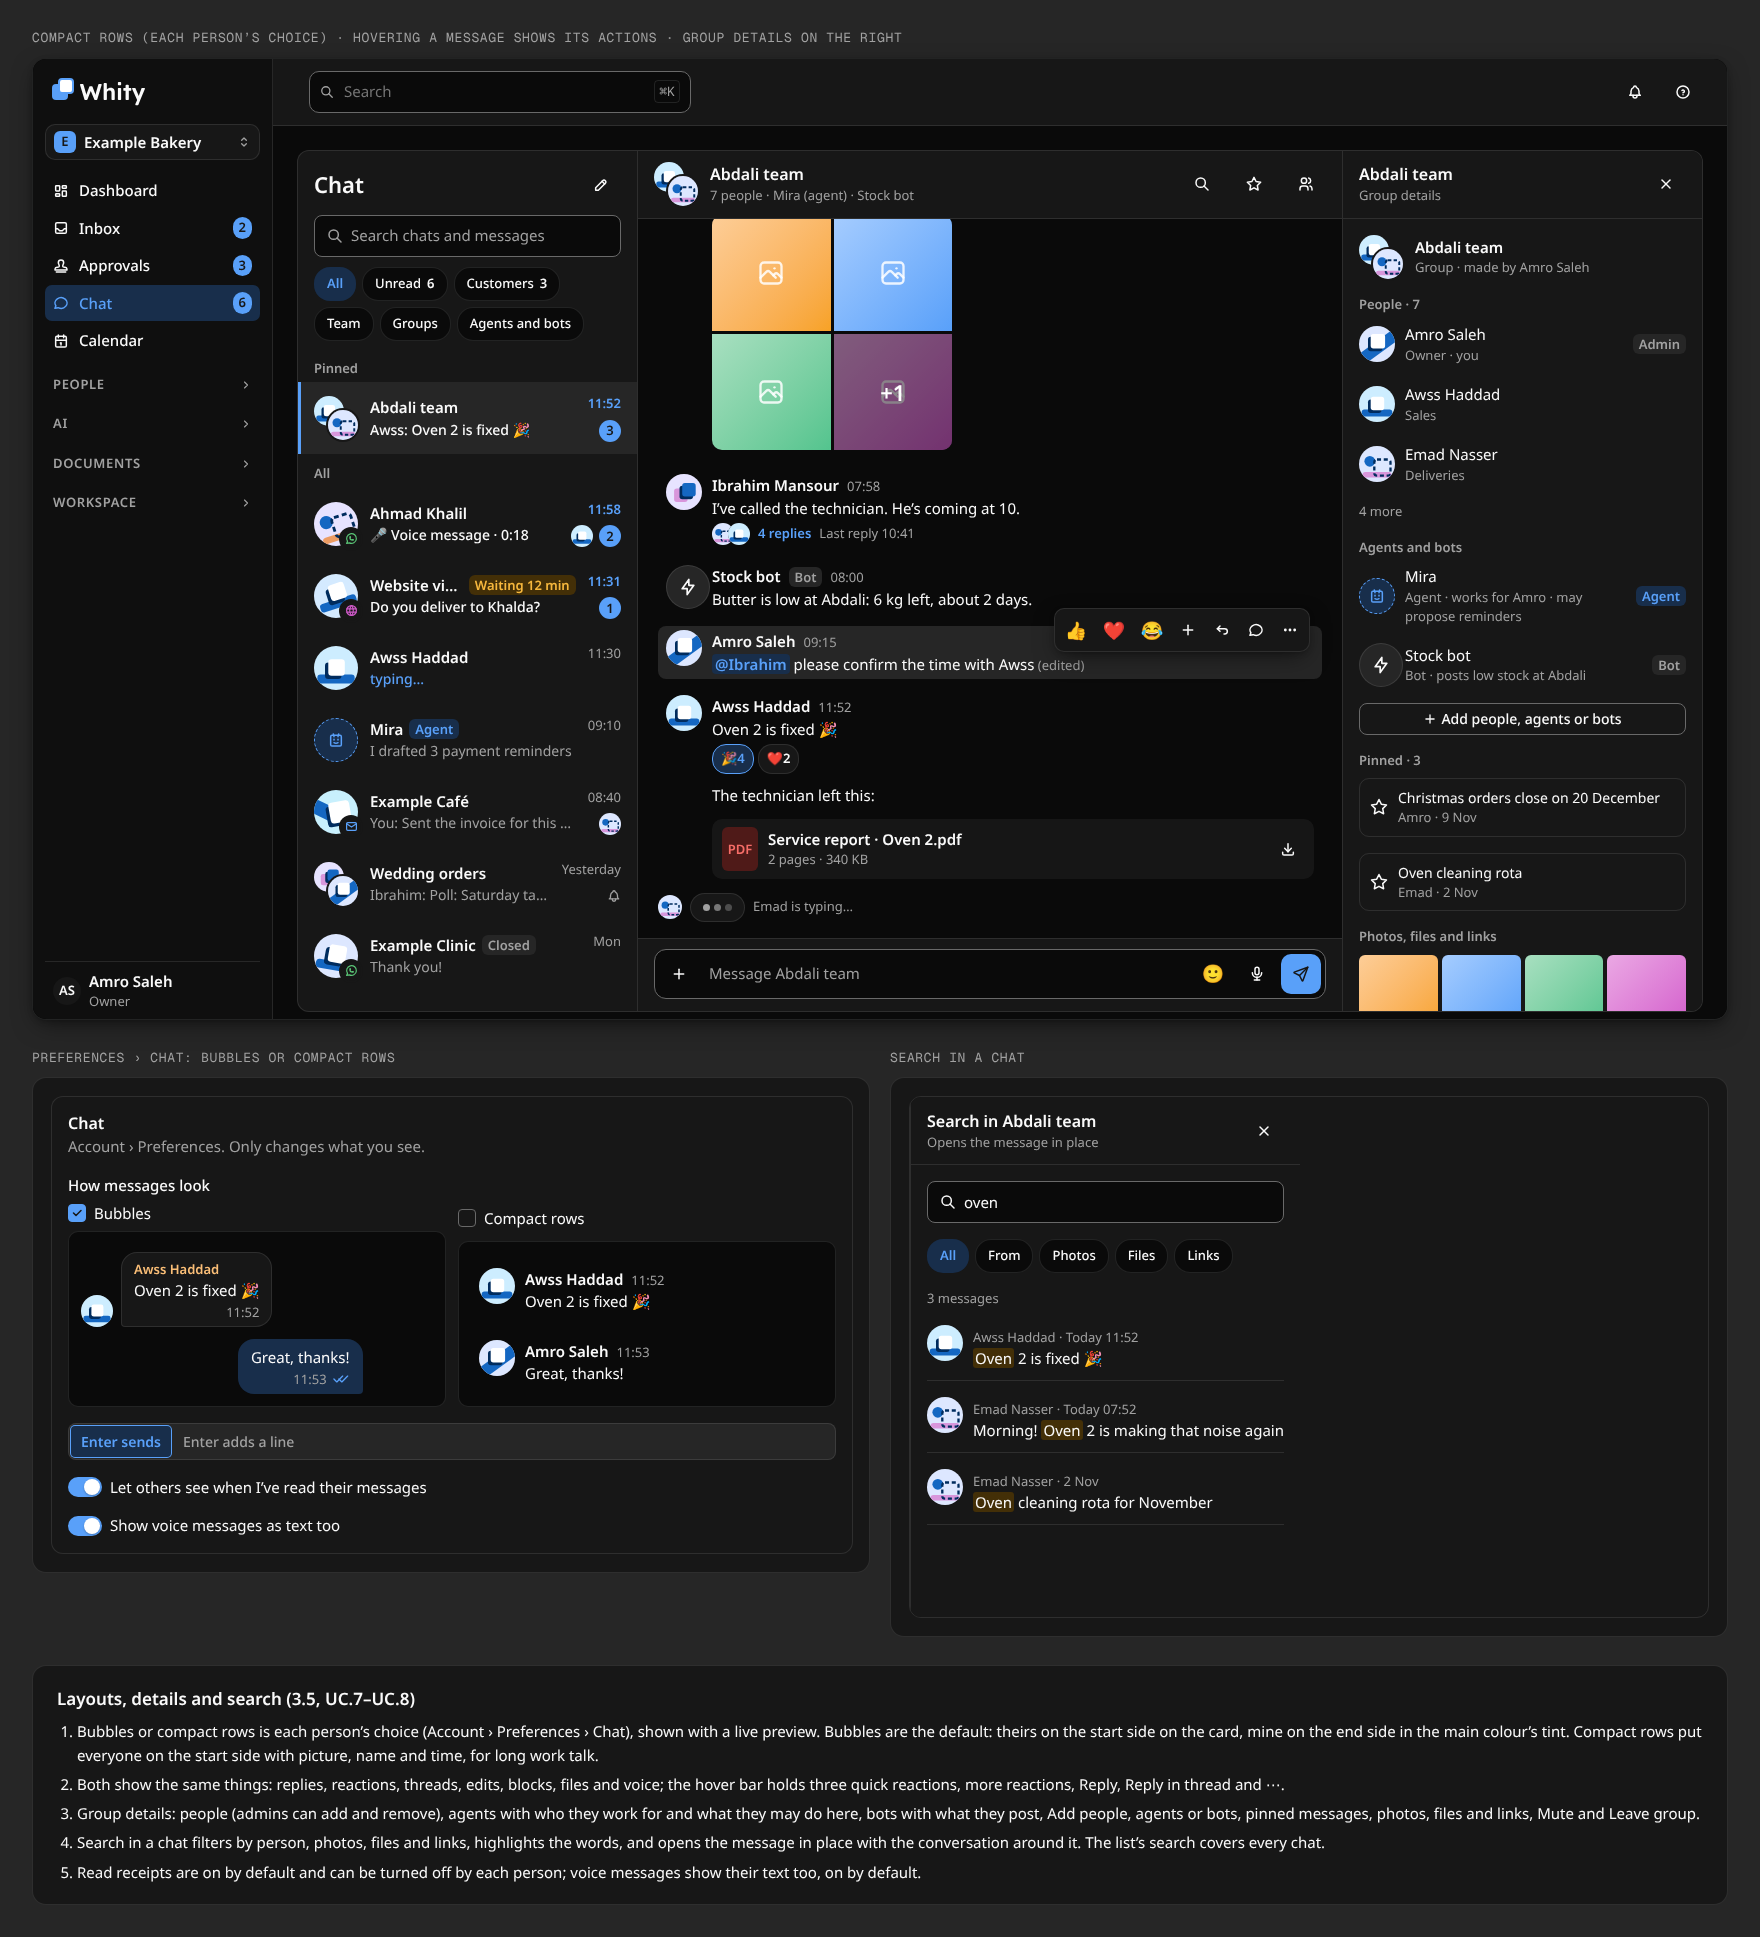 COMPACT ROWS (EACH PERSON'S CHOICE) · HOVERING A MESSAGE SHOWS ITS ACTIONS · GROUP DETAILS ON THE RIGHT
Whity
Search
⌘K
E
Example Bakery
Dashboard
Inbox
2
Approvals
3
Chat
6
Calendar
PEOPLE
AI
DOCUMENTS
WORKSPACE
AS
Amro Saleh
Owner
Chat
Search chats and messages
All
Unread 6
Customers 3
Team
Groups
Agents and bots
Pinned
Abdali team
11:52
Awss: Oven 2 is fixed 🎉
3
All
Ahmad Khalil
11:58
🎤 Voice message · 0:18
2
Website vi...
Waiting 12 min
11:31
Do you deliver to Khalda?
1
Awss Haddad
11:30
typing...
Mira
Agent
09:10
I drafted 3 payment reminders
Example Café
08:40
You: Sent the invoice for this ...
Wedding orders
Yesterday
Ibrahim: Poll: Saturday ta...
Example Clinic
Closed
Mon
Thank you!
Abdali team
7 people · Mira (agent) · Stock bot
+1
Ibrahim Mansour 07:58
I've called the technician. He's coming at 10.
4 replies Last reply 10:41
Stock bot Bot 08:00
Butter is low at Abdali: 6 kg left, about 2 days.
👍 ❤️ 😂
Amro Saleh 09:15
@Ibrahim please confirm the time with Awss (edited)
Awss Haddad 11:52
Oven 2 is fixed 🎉
🎉4 ❤️2
The technician left this:
PDF
Service report · Oven 2.pdf
2 pages · 340 KB
Emad is typing...
Message Abdali team
Abdali team
Group details
Abdali team
Group · made by Amro Saleh
People · 7
Amro Saleh
Owner · you
Admin
Awss Haddad
Sales
Emad Nasser
Deliveries
4 more
Agents and bots
Mira
Agent · works for Amro · may
propose reminders
Agent
Stock bot
Bot · posts low stock at Abdali
Bot
+ Add people, agents or bots
Pinned · 3
Christmas orders close on 20 December
Amro · 9 Nov
Oven cleaning rota
Emad · 2 Nov
Photos, files and links
PREFERENCES › CHAT: BUBBLES OR COMPACT ROWS
Chat
Account › Preferences. Only changes what you see.
How messages look
Bubbles
Awss Haddad
Oven 2 is fixed 🎉
11:52
Great, thanks!
11:53
Compact rows
Awss Haddad 11:52
Oven 2 is fixed 🎉
Amro Saleh 11:53
Great, thanks!
Enter sends
Enter adds a line
Let others see when I've read their messages
Show voice messages as text too
SEARCH IN A CHAT
Search in Abdali team
Opens the message in place
oven
All
From
Photos
Files
Links
3 messages
Awss Haddad · Today 11:52
Oven 2 is fixed 🎉
Emad Nasser · Today 07:52
Morning! Oven 2 is making that noise again
Emad Nasser · 2 Nov
Oven cleaning rota for November
Layouts, details and search (3.5, UC.7–UC.8)
1. Bubbles or compact rows is each person's choice (Account › Preferences › Chat), shown with a live preview. Bubbles are the default: theirs on the start side on the card, mine on the end side in the main colour's tint. Compact rows put
everyone on the start side with picture, name and time, for long work talk.
2. Both show the same things: replies, reactions, threads, edits, blocks, files and voice; the hover bar holds three quick reactions, more reactions, Reply, Reply in thread and ⋯.
3. Group details: people (admins can add and remove), agents with who they work for and what they may do here, bots with what they post, Add people, agents or bots, pinned messages, photos, files and links, Mute and Leave group.
4. Search in a chat filters by person, photos, files and links, highlights the words, and opens the message in place with the conversation around it. The list's search covers every chat.
5. Read receipts are on by default and can be turned off by each person; voice messages show their text too, on by default.